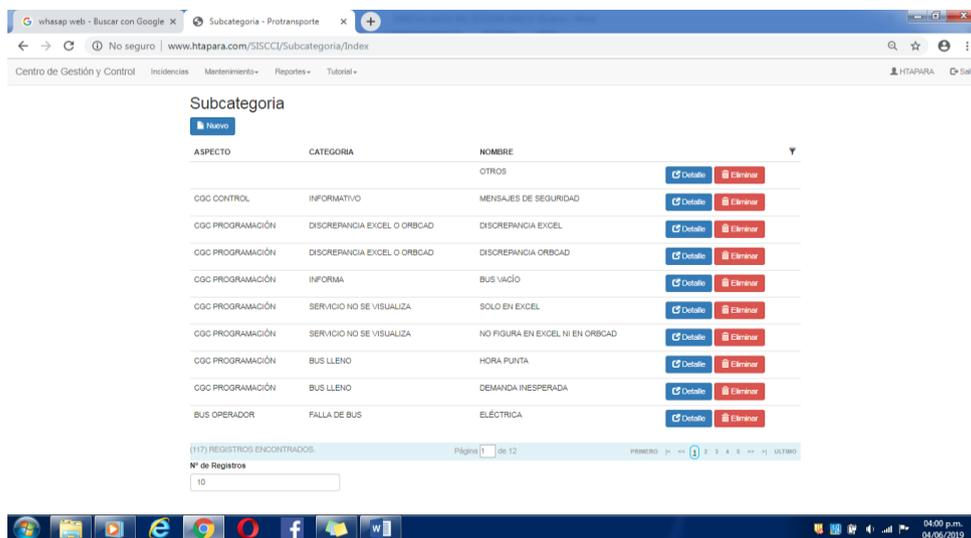 whasap web - Buscar con Google
Subcategoria - Protransporte
No seguro | www.htapara.com/SISCCI/Subcategoria/Index
Centro de Gestión y Control Incidencias Mantenimiento Reportes Tutorial HTAPARA Sal
Subcategoria
Nuevo
ASPECTO CATEGORIA NOMBRE
OTROS Detalle Eliminar
CGC CONTROL INFORMATIVO MENSAJES DE SEGURIDAD Detalle Eliminar
CGC PROGRAMACIÓN DISCREPANCIA EXCEL O ORBCAD DISCREPANCIA EXCEL Detalle Eliminar
CGC PROGRAMACIÓN DISCREPANCIA EXCEL O ORBCAD DISCREPANCIA ORBCAD Detalle Eliminar
CGC PROGRAMACIÓN INFORMA BUS VACÍO Detalle Eliminar
CGC PROGRAMACIÓN SERVICIO NO SE VISUALIZA SOLO EN EXCEL Detalle Eliminar
CGC PROGRAMACIÓN SERVICIO NO SE VISUALIZA NO FIGURA EN EXCEL NI EN ORBCAD Detalle Eliminar
CGC PROGRAMACIÓN BUS LLENO HORA PUNTA Detalle Eliminar
CGC PROGRAMACIÓN BUS LLENO DEMANDA INESPERADA Detalle Eliminar
BUS OPERADOR FALLA DE BUS ELÉCTRICA Detalle Eliminar
(117) REGISTROS ENCONTRADOS. Página 1 de 12 PRIMERO |< << 1 2 3 4 5 >> >| ULTIMO
Nº de Registros
10
04:00 p.m.
04/06/2019